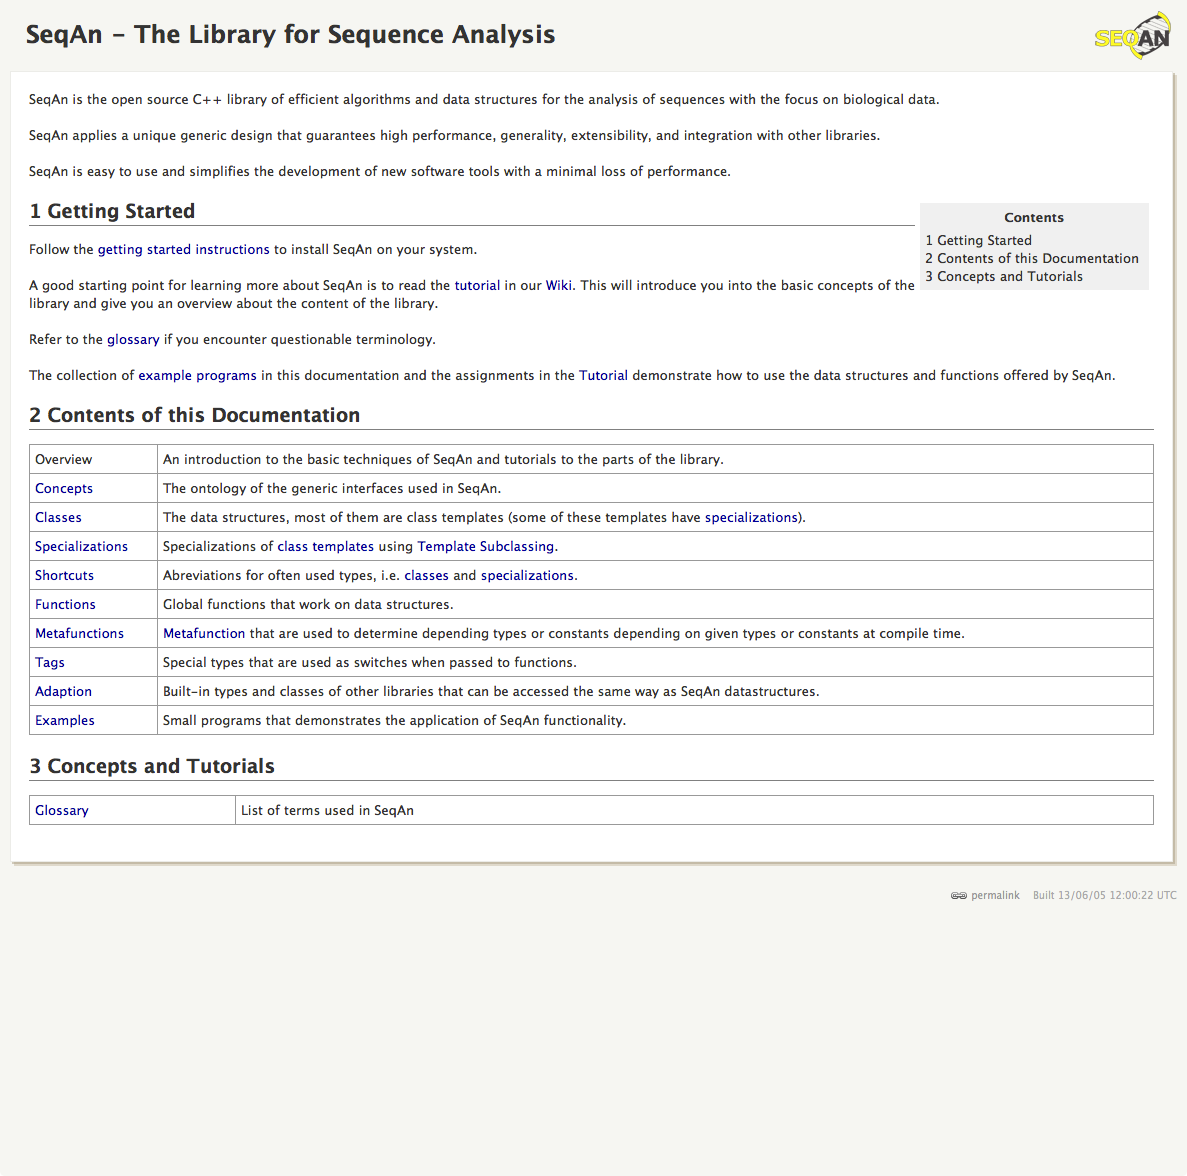 SeqAn – The Library for Sequence Analysis
SEQAN
SeqAn is the open source C++ library of efficient algorithms and data structures for the analysis of sequences with the focus on biological data.
SeqAn applies a unique generic design that guarantees high performance, generality, extensibility, and integration with other libraries.
SeqAn is easy to use and simplifies the development of new software tools with a minimal loss of performance.
1 Getting Started
Contents
1 Getting Started
2 Contents of this Documentation
3 Concepts and Tutorials
Follow the getting started instructions to install SeqAn on your system.
A good starting point for learning more about SeqAn is to read the tutorial in our Wiki. This will introduce you into the basic concepts of the
library and give you an overview about the content of the library.
Refer to the glossary if you encounter questionable terminology.
The collection of example programs in this documentation and the assignments in the Tutorial demonstrate how to use the data structures and functions offered by SeqAn.
2 Contents of this Documentation
Overview An introduction to the basic techniques of SeqAn and tutorials to the parts of the library.
Concepts The ontology of the generic interfaces used in SeqAn.
Classes The data structures, most of them are class templates (some of these templates have specializations).
Specializations Specializations of class templates using Template Subclassing.
Shortcuts Abreviations for often used types, i.e. classes and specializations.
Functions Global functions that work on data structures.
Metafunctions Metafunction that are used to determine depending types or constants depending on given types or constants at compile time.
Tags Special types that are used as switches when passed to functions.
Adaption Built-in types and classes of other libraries that can be accessed the same way as SeqAn datastructures.
Examples Small programs that demonstrates the application of SeqAn functionality.
3 Concepts and Tutorials
Glossary List of terms used in SeqAn
permalink Built 13/06/05 12:00:22 UTC